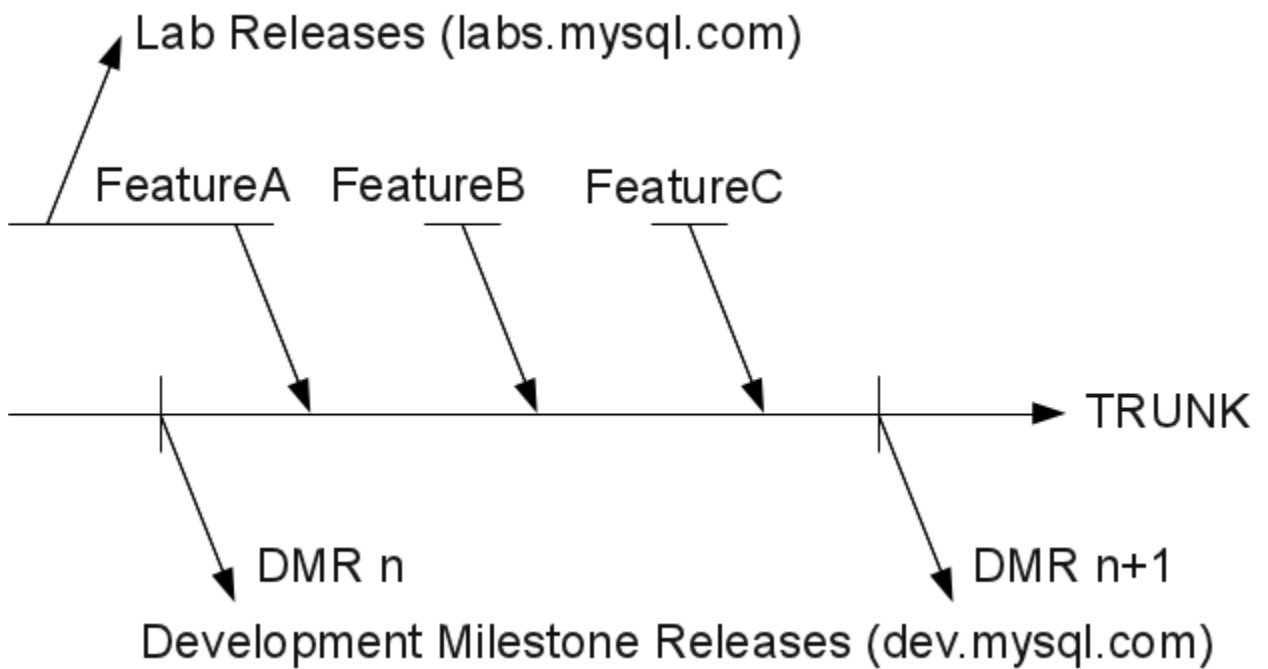 Lab Releases (labs.mysql.com)
FeatureA FeatureB FeatureC
TRUNK
DMR n DMR n+1
Development Milestone Releases (dev.mysql.com)